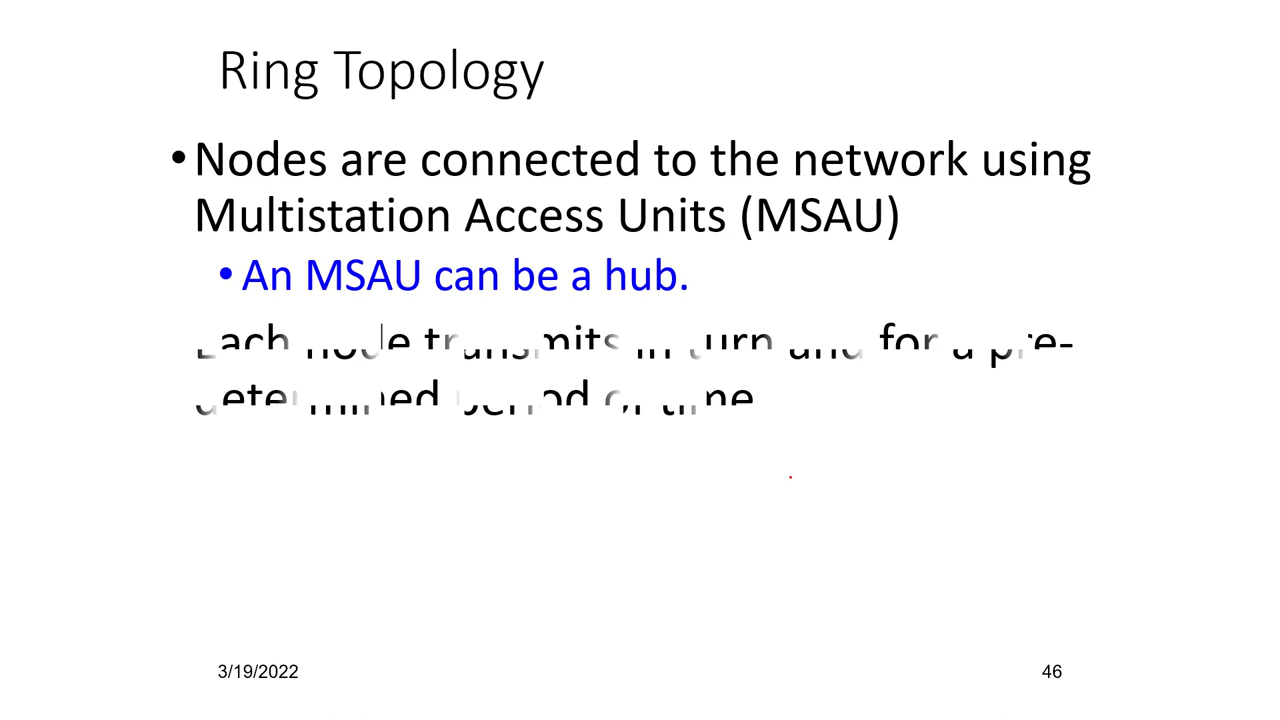 Ring Topology
• Nodes are connected to the network using
Multistation Access Units (MSAU)
• An MSAU can be a hub.
Each node transmits in turn and for a pre-
determined period of time
3/19/2022
46